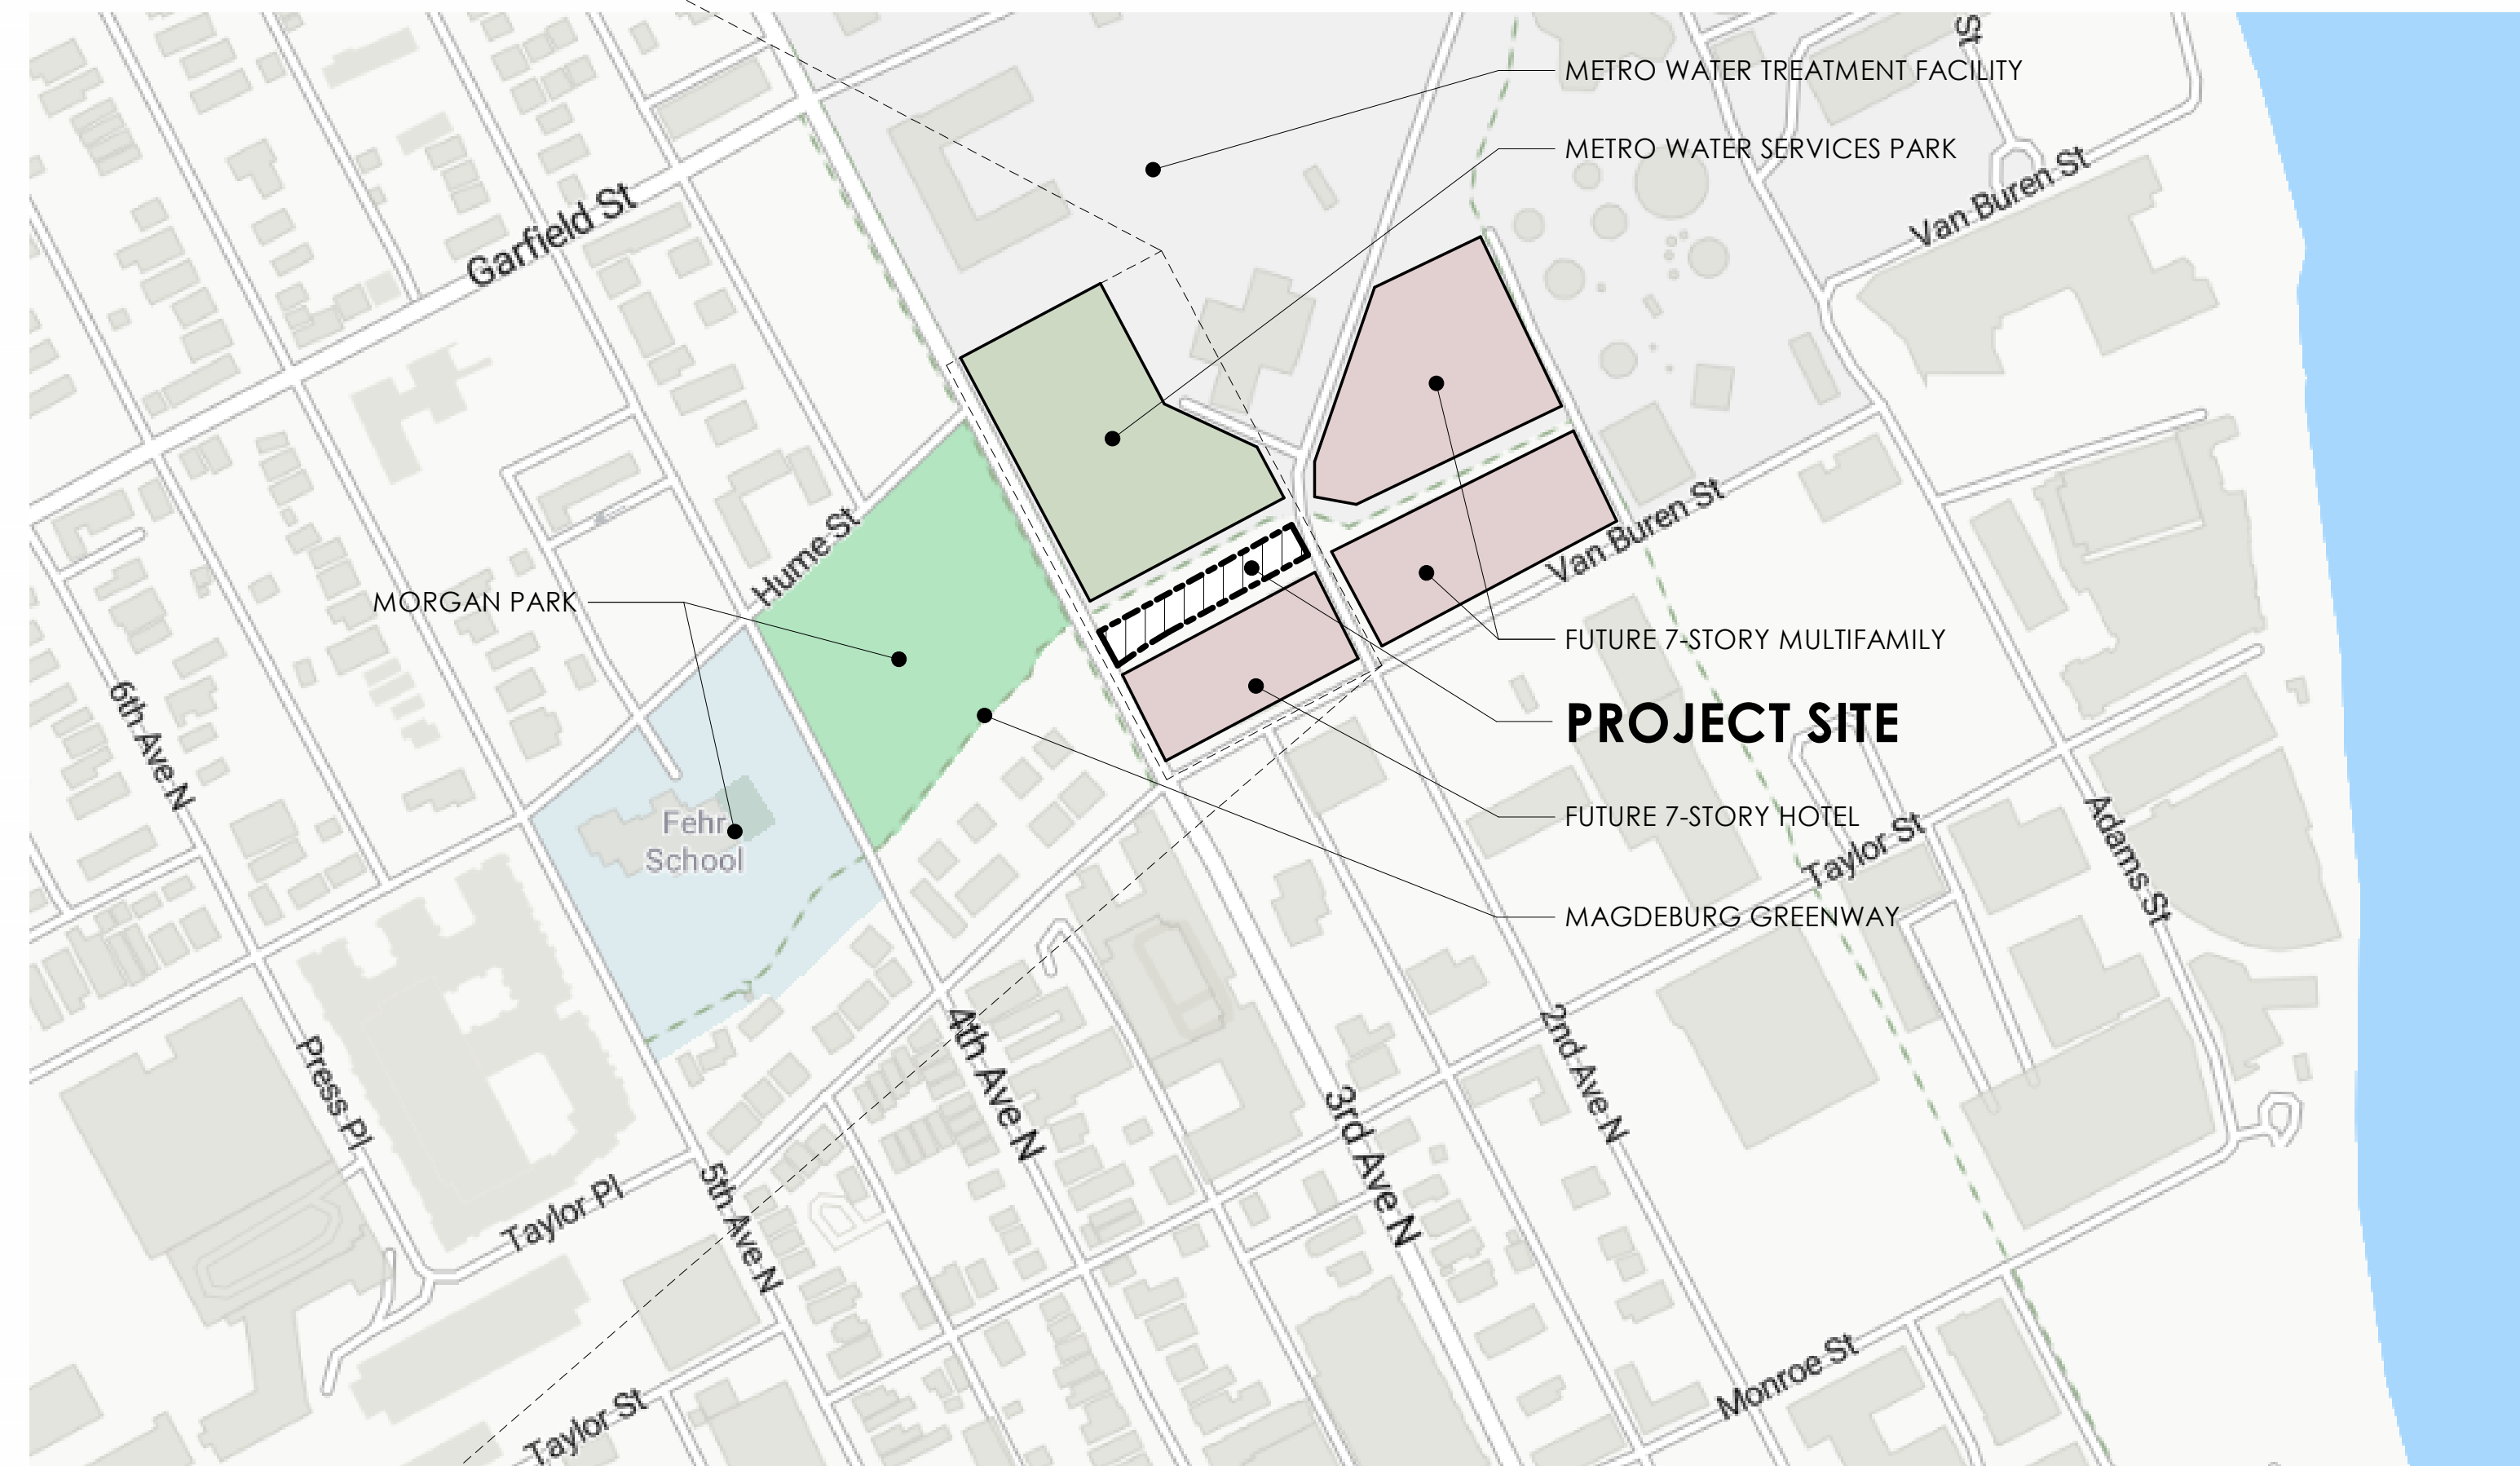 St
METRO WATER TREATMENT FACILITY
METRO WATER SERVICES PARK
Van Buren St
Garfield St
Hume St
Van Buren St
MORGAN PARK
FUTURE 7-STORY MULTIFAMILY
PROJECT SITE
6th Ave N
FUTURE 7-STORY HOTEL
Fehr
School
Taylor St
Adams St
MAGDEBURG GREENWAY
4th Ave N
2nd Ave N
Press Pl
3rd Ave N
Taylor Pl
5th Ave N
Monroe St
Taylor St